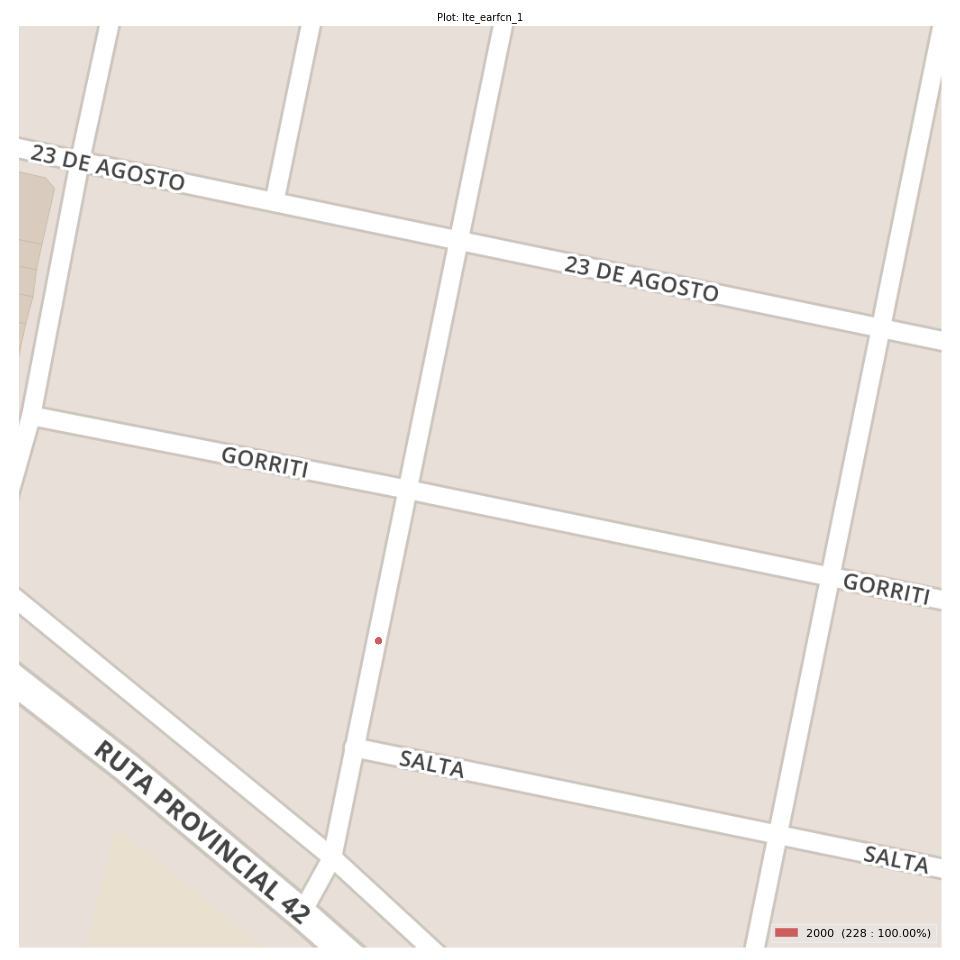 Plot: lte_earfcn_1
23 DE AGOSTO
23 DE AGOSTO
GORRITI
GORRITI
SALTA
RUTA PROVINCIAL 42
SALTA
2000 (228 : 100.00%)